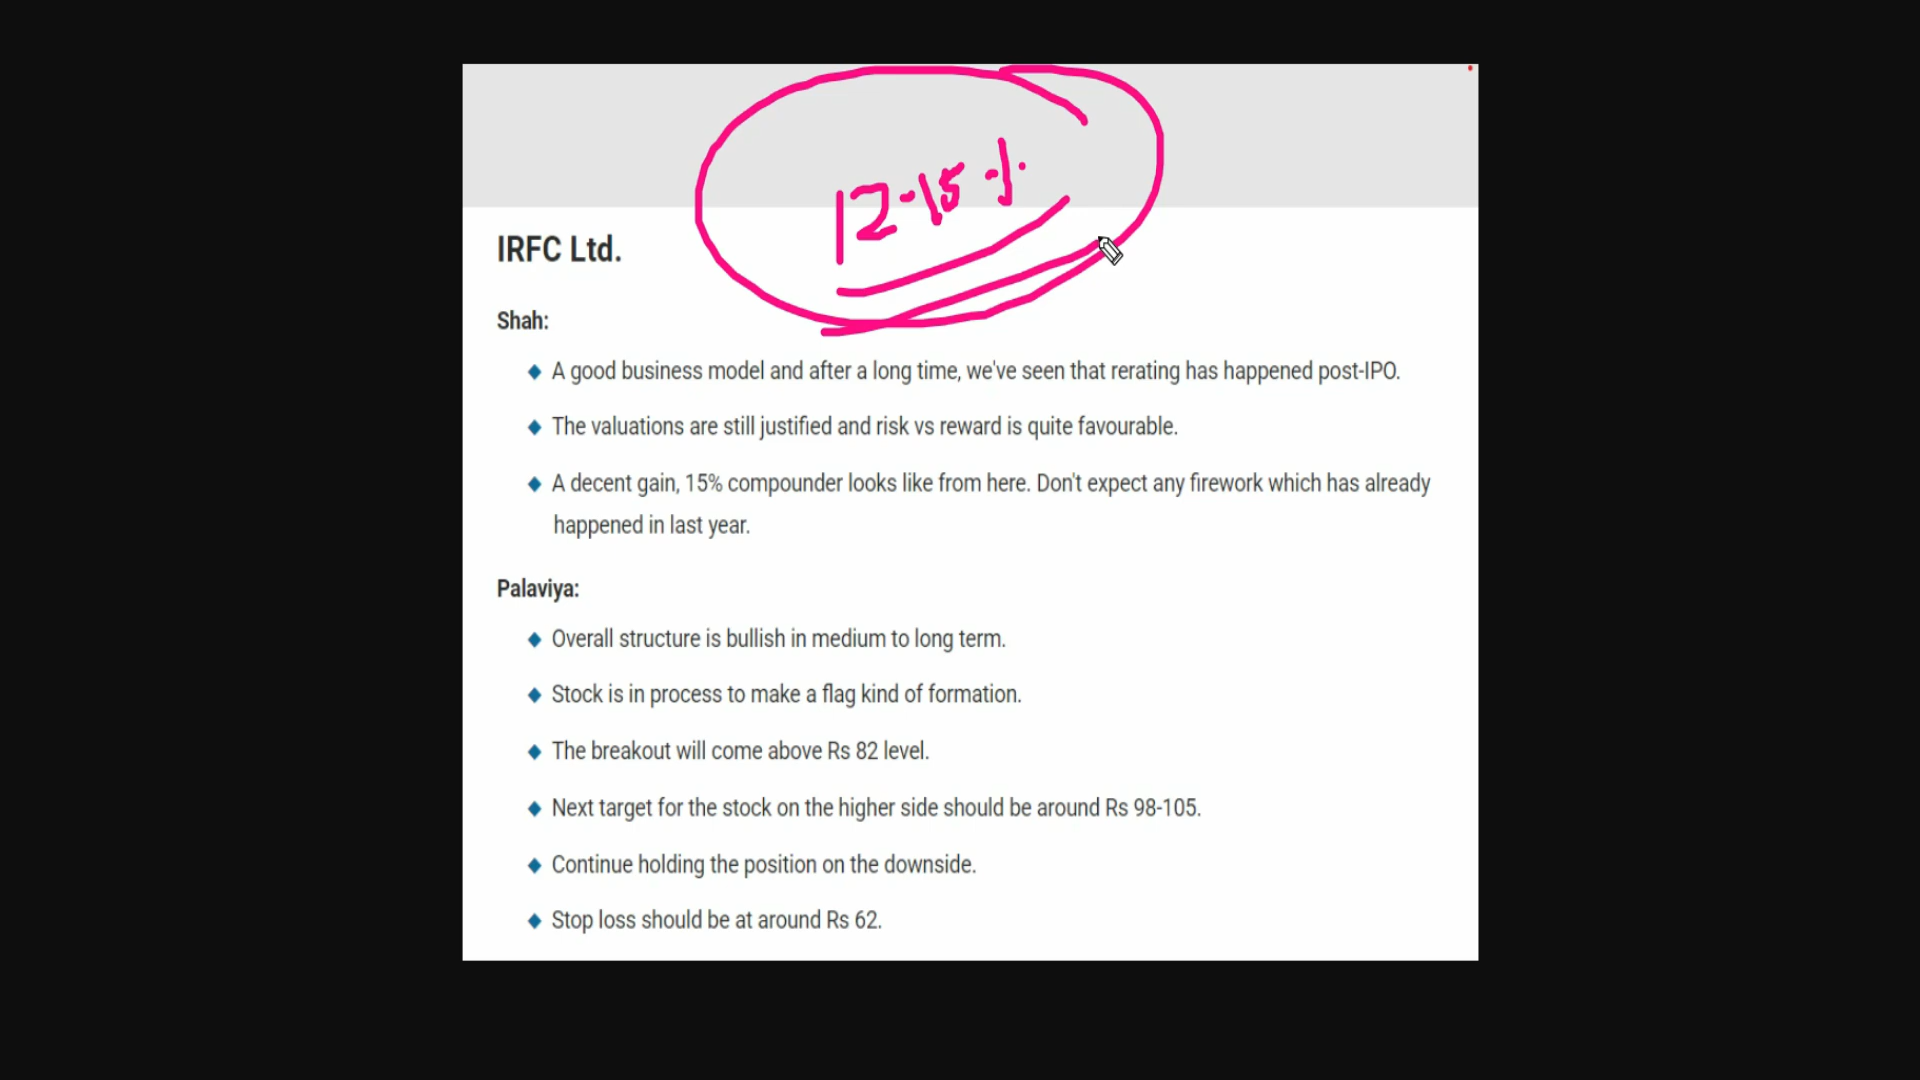 12-15%
IRFC Ltd.
Shah:
A good business model and after a long time, we've seen that rerating has happened post-IPO.
The valuations are still justified and risk vs reward is quite favourable.
A decent gain, 15% compounder looks like from here. Don't expect any firework which has already
happened in last year.
Palaviya:
Overall structure is bullish in medium to long term.
Stock is in process to make a flag kind of formation.
The breakout will come above Rs 82 level.
Next target for the stock on the higher side should be around Rs 98-105.
Continue holding the position on the downside.
Stop loss should be at around Rs 62.